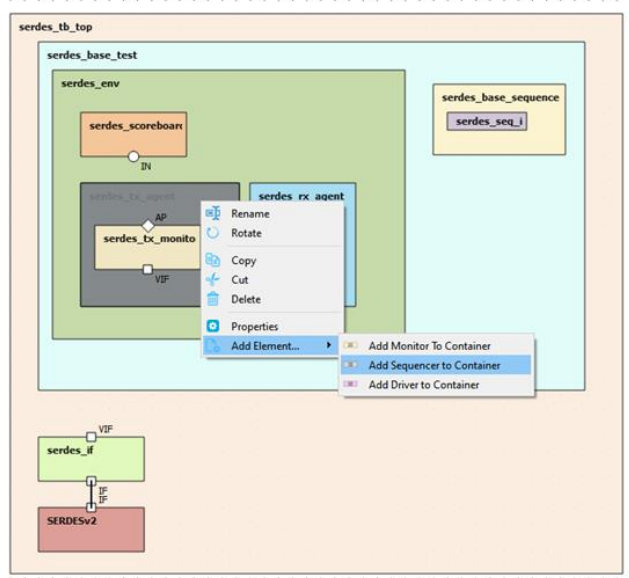 serdes_tb_top
serdes_base_test
serdes_env
serdes_base_sequence
serdes_seq_i
serdes_scoreboard
IN
serdes_tx_agent
serdes_rx_agent
AP
serdes_tx_monito
VIF
Rename
Rotate
Copy
Cut
Delete
Properties
Add Element...
Add Monitor To Container
Add Sequencer to Container
Add Driver to Container
VIF
serdes_if
IF
IF
SERDESv2